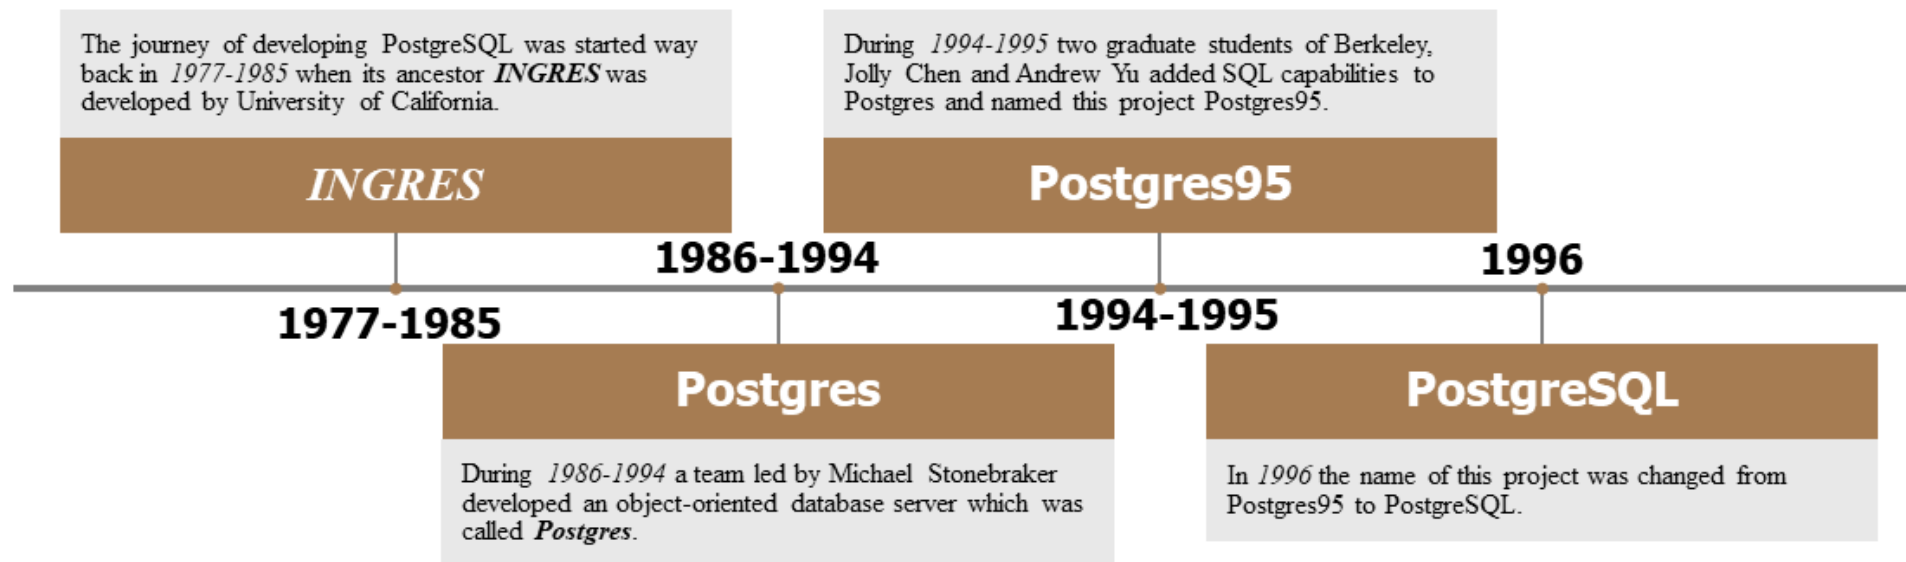 The journey of developing PostgreSQL was started way
back in 1977-1985 when its ancestor INGRES was
developed by University of California.
INGRES
1977-1985
1986-1994
Postgres
During 1986-1994 a team led by Michael Stonebraker
developed an object-oriented database server which was
called Postgres.
During 1994-1995 two graduate students of Berkeley,
Jolly Chen and Andrew Yu added SQL capabilities to
Postgres and named this project Postgres95.
Postgres95
1994-1995
1996
PostgreSQL
In 1996 the name of this project was changed from
Postgres95 to PostgreSQL.